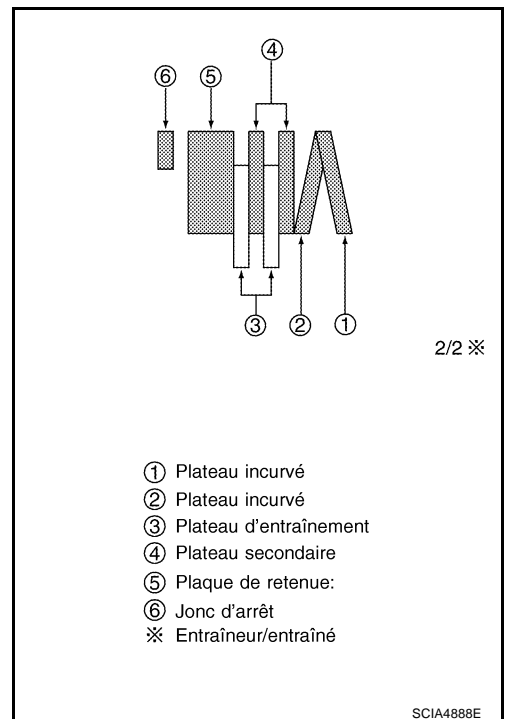 ⑥ ⑤ ④
③ ② ①
2/2 ※
① Plateau incurvé
② Plateau incurvé
③ Plateau d'entraînement
④ Plateau secondaire
⑤ Plaque de retenue:
⑥ Jonc d'arrêt
※ Entraîneur/entraîné
SCIA4888E